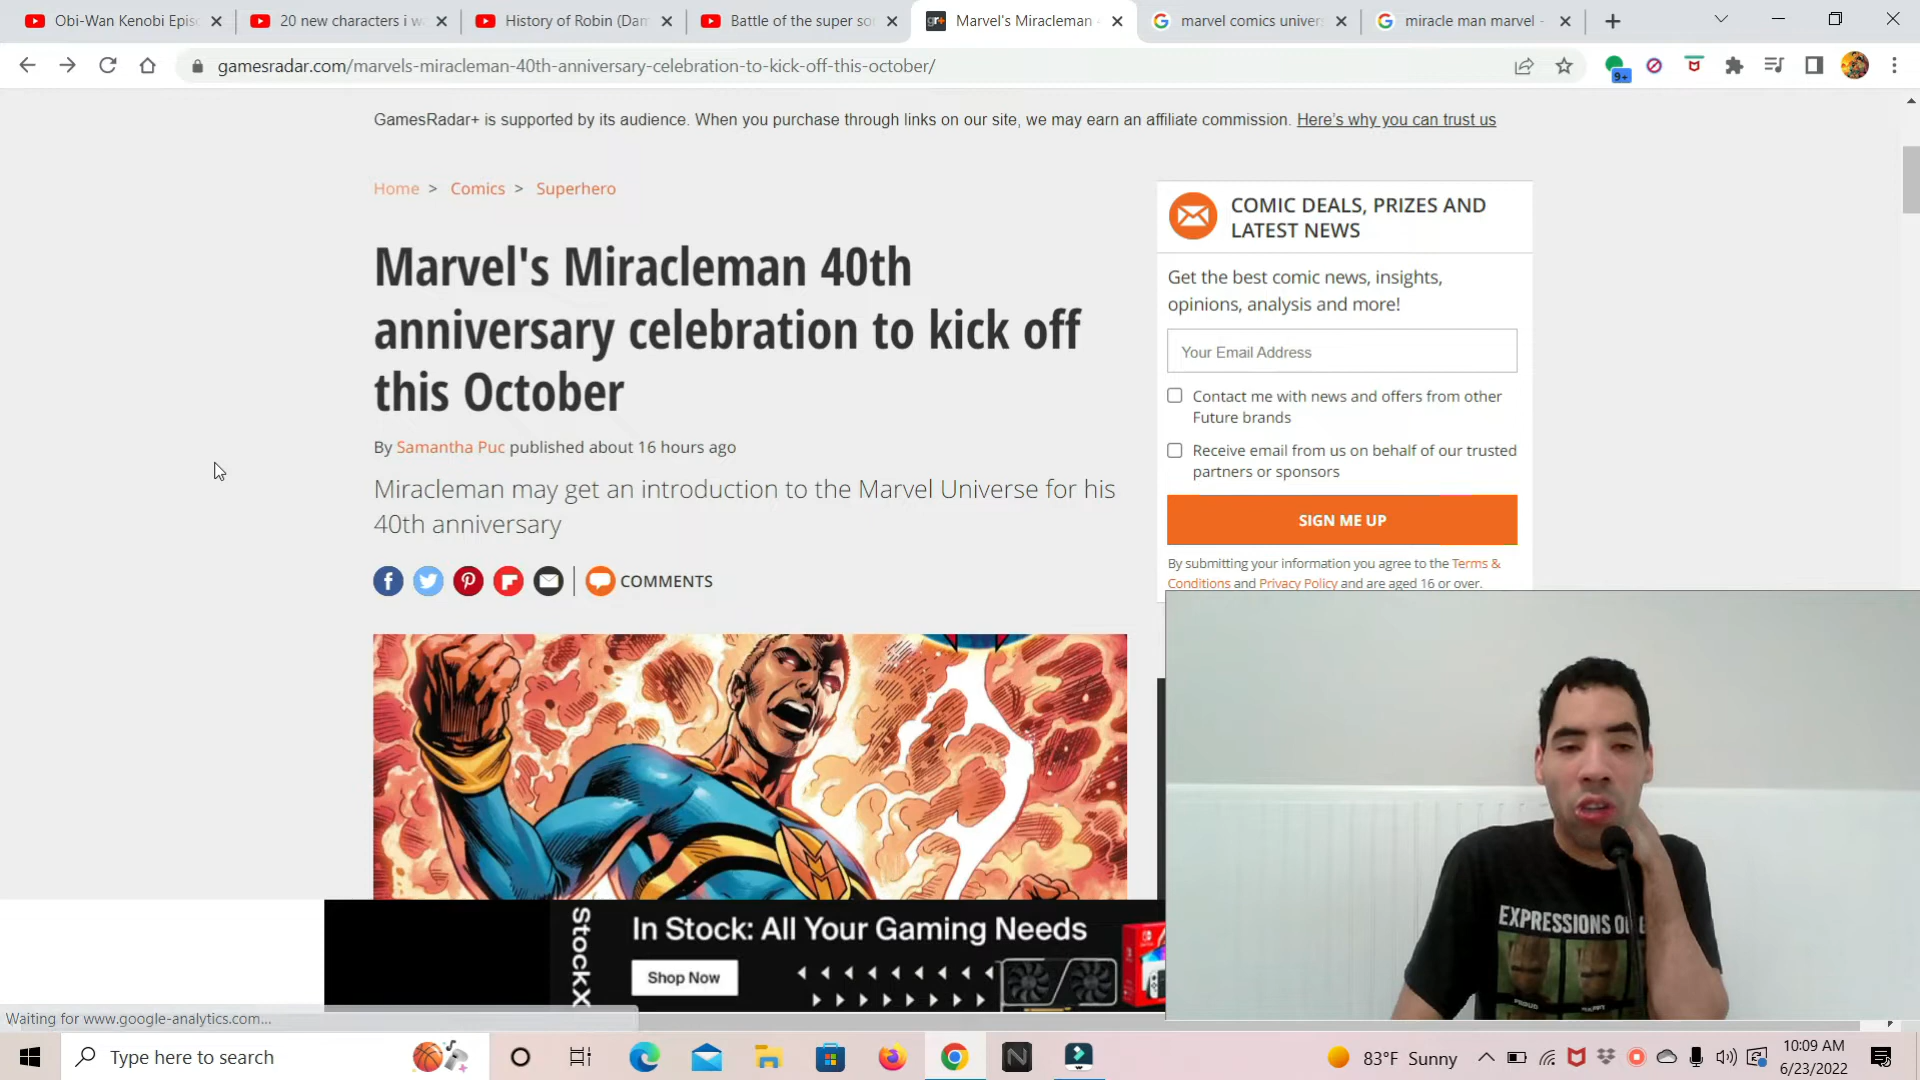 Obi-Wan Kenobi Epis
20 new characters i w
History of Robin (Dam
Battle of the super so
gr+
Marvel's Miracleman
marvel comics univer
miracle man marvel -
gamesradar.com/marvels-miracleman-40th-anniversary-celebration-to-kick-off-this-october/
9+
GamesRadar+ is supported by its audience. When you purchase through links on our site, we may earn an affiliate commission. Here's why you can trust us
Home > Comics > Superhero
Marvel's Miracleman 40th
anniversary celebration to kick off
this October
By Samantha Puc published about 16 hours ago
Miracleman may get an introduction to the Marvel Universe for his
40th anniversary
COMMENTS
COMIC DEALS, PRIZES AND
LATEST NEWS
Get the best comic news, insights,
opinions, analysis and more!
Your Email Address
Contact me with news and offers from other
Future brands
Receive email from us on behalf of our trusted
partners or sponsors
SIGN ME UP
By submitting your information you agree to the Terms &
Conditions and Privacy Policy and are aged 16 or over.
StockX
In Stock: All Your Gaming Needs
Shop Now
EXPRESSIONS O
PROUD
Waiting for www.google-analytics.com...
Type here to search
83°F Sunny
10:09 AM
6/23/2022